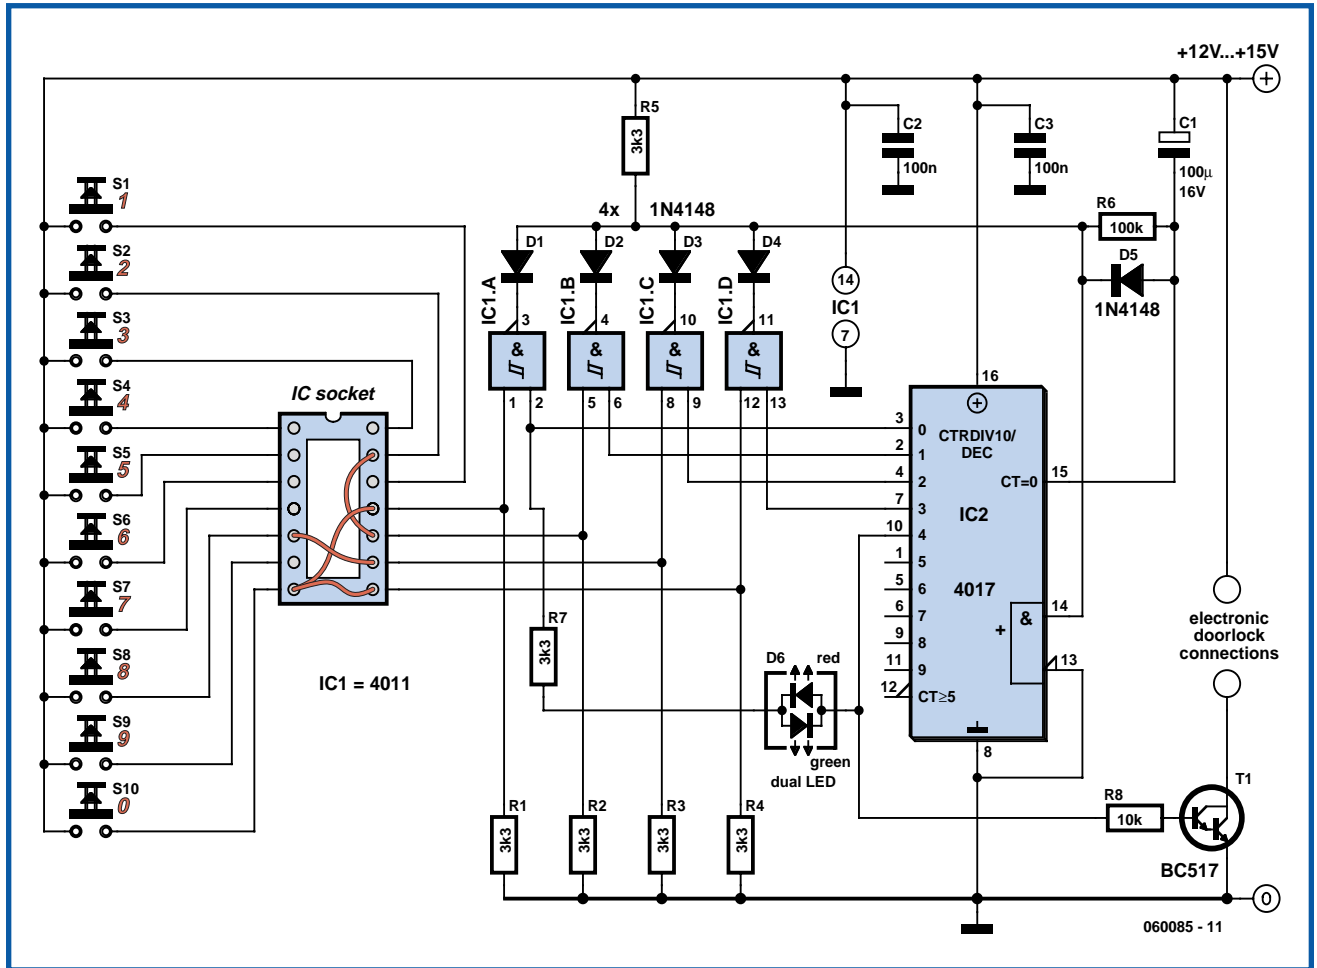 +12V...+15V
R5
3k3
C2
100n
C3
100n
C1
100µ
16V
S1
1
4x 1N4148
R6
100k
D1
D2
D3
D4
D5
1N4148
S2
2
IC1.A
IC1.B
IC1.C
IC1.D
14
IC1
7
S3
3
3
4
10
11
&
&
&
&
S4
4
IC socket
1
2
5
6
8
9
12
13
16
3
0
CTRDIV10/
DEC
2
1
4
2
CT=0
15
7
3
IC2
10
4
1
5
5
6
4017
6
7
&
14
+
9
8
11
9
13
12
CT≥5
8
S5
5
S6
6
S7
7
S8
8
S9
9
S10
0
IC1 = 4011
R7
3k3
D6
red
green
dual LED
electronic
doorlock
connections
R1
3k3
R2
3k3
R3
3k3
R4
3k3
R8
10k
T1
BC517
0
060085 - 11